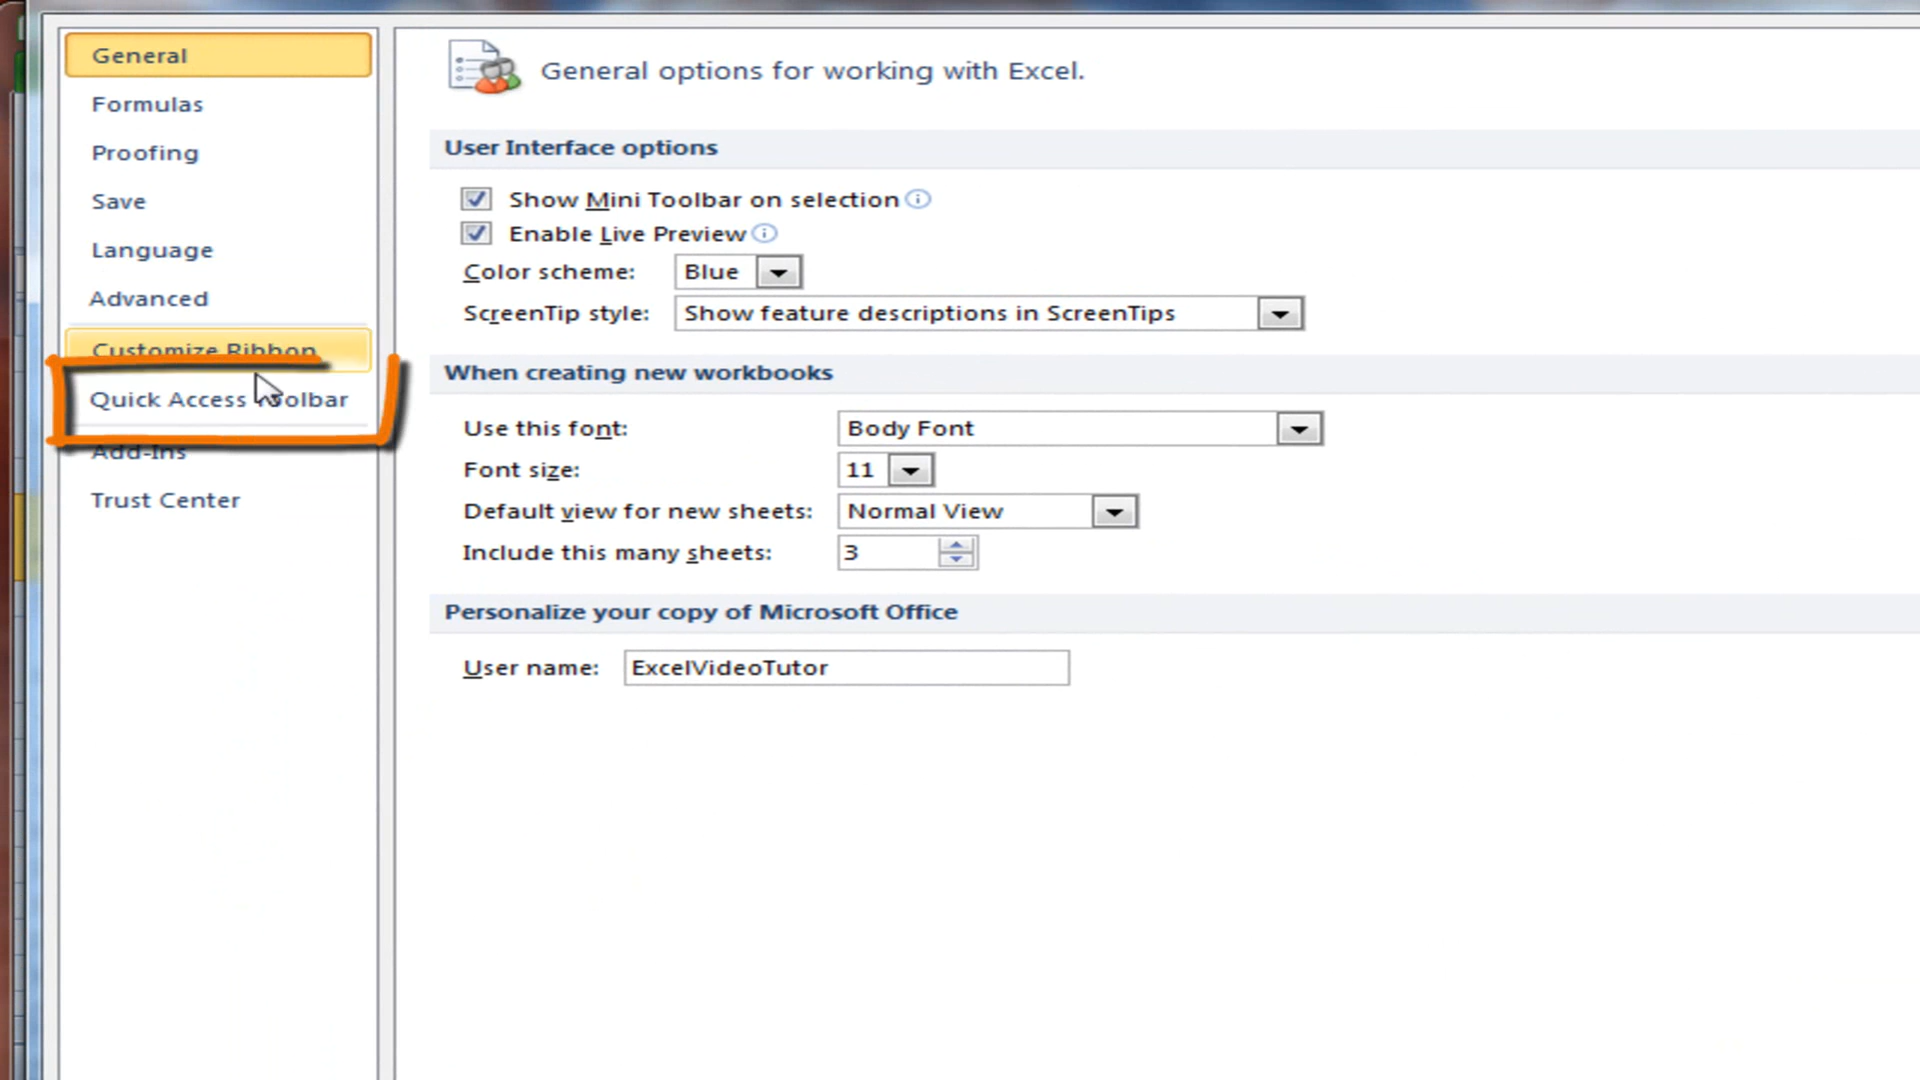 General
Formulas
Proofing
Save
Language
Advanced
Customize Ribbon
Quick Access Toolbar
Add-Ins
Trust Center
General options for working with Excel.
User Interface options
Show Mini Toolbar on selection
Enable Live Preview
Color scheme: Blue
ScreenTip style: Show feature descriptions in ScreenTips
When creating new workbooks
Use this font: Body Font
Font size: 11
Default view for new sheets: Normal View
Include this many sheets: 3
Personalize your copy of Microsoft Office
User name: ExcelVideoTutor